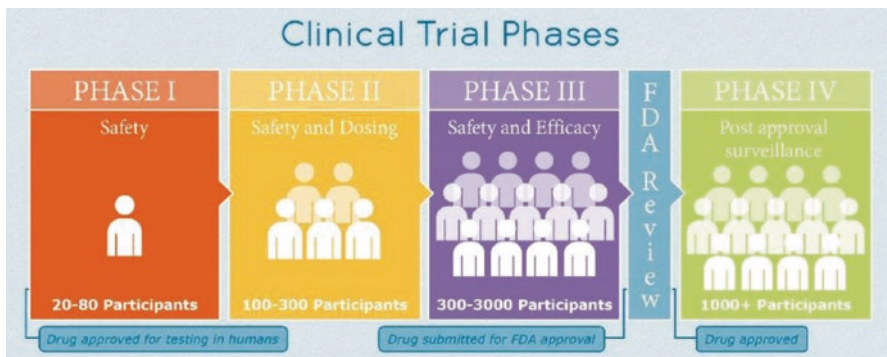 Clinical Trial Phases
PHASE I
Safety
20-80 Participants
PHASE II
Safety and Dosing
100-300 Participants
PHASE III
Safety and Efficacy
300-3000 Participants
FDA Review
PHASE IV
Post approval
surveillance
1000+ Participants
Drug approved for testing in humans
Drug submitted for FDA approval
Drug approved